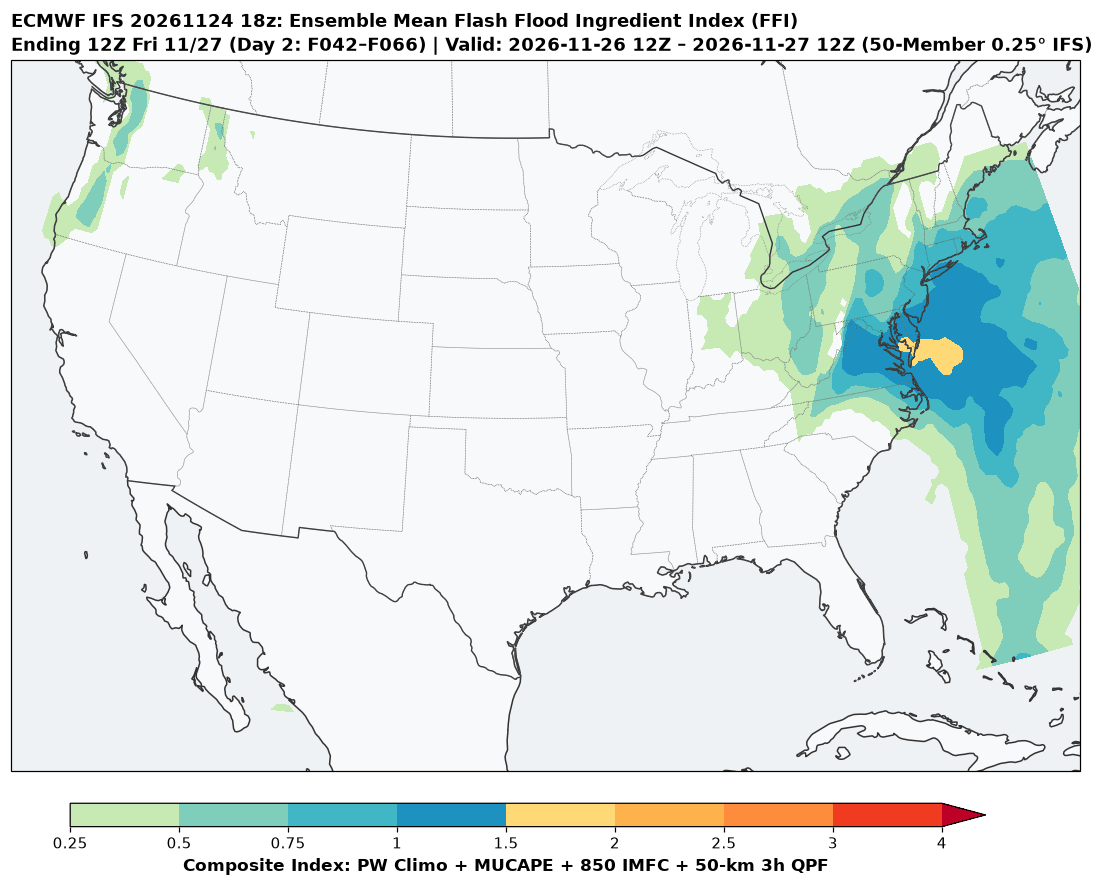 ECMWF IFS 20261124 18z: Ensemble Mean Flash Flood Ingredient Index (FFI)
Ending 12Z Fri 11/27 (Day 2: F042–F066) | Valid: 2026-11-26 12Z – 2026-11-27 12Z (50-Member 0.25° IFS)
0.25 0.5 0.75 1 1.5 2 2.5 3 4
Composite Index: PW Climo + MUCAPE + 850 IMFC + 50-km 3h QPF